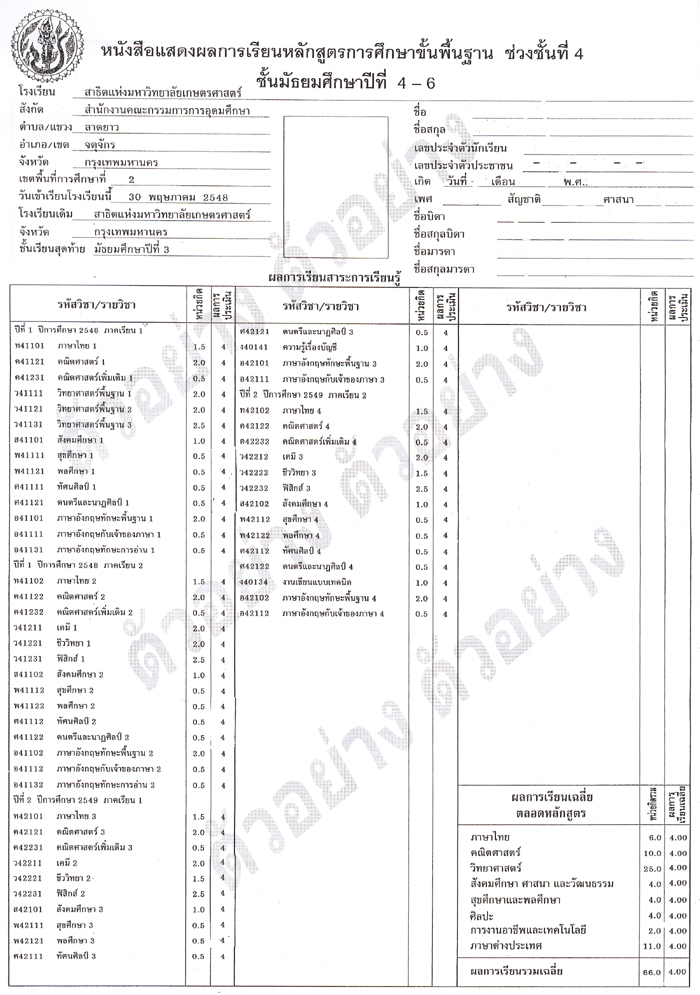 หนังสือแสดงผลการเรียนหลักสูตรการศึกษาขั้นพื้นฐาน ช่วงชั้นที่ 4
ชั้นมัธยมศึกษาปีที่ 4 – 6
โรงเรียน สาธิตแห่งมหาวิทยาลัยเกษตรศาสตร์
สังกัด สำนักงานคณะกรรมการการอุดมศึกษา
ตำบล/แขวง ลาดยาว
อำเภอ/เขต จตุจักร
จังหวัด กรุงเทพมหานคร
เขตพื้นที่การศึกษาที่ 2
วันเข้าเรียนโรงเรียนนี้ 30 พฤษภาคม 2548
โรงเรียนเดิม สาธิตแห่งมหาวิทยาลัยเกษตรศาสตร์
จังหวัด กรุงเทพมหานคร
ชั้นเรียนสุดท้าย มัธยมศึกษาปีที่ 3
ชื่อ
ชื่อสกุล
เลขประจำตัวนักเรียน
เลขประจำตัวประชาชน – – – –
เกิด วันที่ เดือน พ.ศ..
เพศ สัญชาติ ศาสนา
ชื่อบิดา
ชื่อสกุลบิดา
ชื่อมารดา
ชื่อสกุลมารดา
ผลการเรียนสาระการเรียนรู้
รหัสวิชา/รายวิชา หน่วยกิต ผลการประเมิน
ปีที่ 1 ปีการศึกษา 2548 ภาคเรียน 1
ท41101 ภาษาไทย 1 1.5 4
ค41121 คณิตศาสตร์ 1 2.0 4
ค41231 คณิตศาสตร์เพิ่มเติม 1 0.5 4
ว41111 วิทยาศาสตร์พื้นฐาน 1 2.0 4
ว41121 วิทยาศาสตร์พื้นฐาน 2 2.0 4
ว41131 วิทยาศาสตร์พื้นฐาน 3 2.5 4
ส41101 สังคมศึกษา 1 1.0 4
พ41111 สุขศึกษา 1 0.5 4
พ41121 พลศึกษา 1 0.5 4
ศ41111 ทัศนศิลป์ 1 0.5 4
ศ41121 ดนตรีและนาฏศิลป์ 1 0.5 4
อ41101 ภาษาอังกฤษทักษะพื้นฐาน 1 2.0 4
อ41111 ภาษาอังกฤษกับเจ้าของภาษา 1 0.5 4
อ41131 ภาษาอังกฤษทักษะการอ่าน 1 0.5 4
ปีที่ 1 ปีการศึกษา 2548 ภาคเรียน 2
ท41102 ภาษาไทย 2 1.5 4
ค41122 คณิตศาสตร์ 2 2.0 4
ค41232 คณิตศาสตร์เพิ่มเติม 2 0.5 4
ว41211 เคมี 1 2.0 4
ว41221 ชีววิทยา 1 2.0 4
ว41231 ฟิสิกส์ 1 2.5 4
ส41102 สังคมศึกษา 2 1.0 4
พ41112 สุขศึกษา 2 0.5 4
พ41122 พลศึกษา 2 0.5 4
ศ41112 ทัศนศิลป์ 2 0.5 4
ศ41122 ดนตรีและนาฏศิลป์ 2 0.5 4
อ41102 ภาษาอังกฤษทักษะพื้นฐาน 2 2.0 4
อ41112 ภาษาอังกฤษกับเจ้าของภาษา 2 0.5 4
อ41132 ภาษาอังกฤษทักษะการอ่าน 2 0.5 4
ปีที่ 2 ปีการศึกษา 2549 ภาคเรียน 1
ท42101 ภาษาไทย 3 1.5 4
ค42121 คณิตศาสตร์ 3 2.0 4
ค42231 คณิตศาสตร์เพิ่มเติม 3 0.5 4
ว42211 เคมี 2 2.0 4
ว42221 ชีววิทยา 2 1.5 4
ว42231 ฟิสิกส์ 2 2.5 4
ส42101 สังคมศึกษา 3 1.0 4
พ42111 สุขศึกษา 3 0.5 4
พ42121 พลศึกษา 3 0.5 4
ศ42111 ทัศนศิลป์ 3 0.5 4
รหัสวิชา/รายวิชา หน่วยกิต ผลการประเมิน
ศ42121 ดนตรีและนาฏศิลป์ 3 0.5 4
ง40141 ความรู้เรื่องบัญชี 1.0 4
อ42101 ภาษาอังกฤษทักษะพื้นฐาน 3 2.0 4
อ42111 ภาษาอังกฤษกับเจ้าของภาษา 3 0.5 4
ปีที่ 2 ปีการศึกษา 2549 ภาคเรียน 2
ท42102 ภาษาไทย 4 1.5 4
ค42122 คณิตศาสตร์ 4 2.0 4
ค42232 คณิตศาสตร์เพิ่มเติม 4 0.5 4
ว42212 เคมี 3 2.0 4
ว42222 ชีววิทยา 3 1.5 4
ว42232 ฟิสิกส์ 3 2.5 4
ส42102 สังคมศึกษา 4 1.0 4
พ42112 สุขศึกษา 4 0.5 4
พ42122 พลศึกษา 4 0.5 4
ศ42112 ทัศนศิลป์ 4 0.5 4
ศ42122 ดนตรีและนาฏศิลป์ 4 0.5 4
ง40134 งานเขียนแบบเทคนิค 1.0 4
อ42102 ภาษาอังกฤษทักษะพื้นฐาน 4 2.0 4
อ42112 ภาษาอังกฤษกับเจ้าของภาษา 4 0.5 4
รหัสวิชา/รายวิชา หน่วยกิต ผลการประเมิน
ผลการเรียนเฉลี่ย
ตลอดหลักสูตร หน่วยกิตรวม ผลการเรียนเฉลี่ย
ภาษาไทย 6.0 4.00
คณิตศาสตร์ 10.0 4.00
วิทยาศาสตร์ 25.0 4.00
สังคมศึกษา ศาสนา และวัฒนธรรม 4.0 4.00
สุขศึกษาและพลศึกษา 4.0 4.00
ศิลปะ 4.0 4.00
การงานอาชีพและเทคโนโลยี 2.0 4.00
ภาษาต่างประเทศ 11.0 4.00
ผลการเรียนรวมเฉลี่ย 66.0 4.00
ตัวอย่าง ตัวอย่าง
ตัวอย่าง ตัวอย่าง
ตัวอย่าง ตัวอย่าง